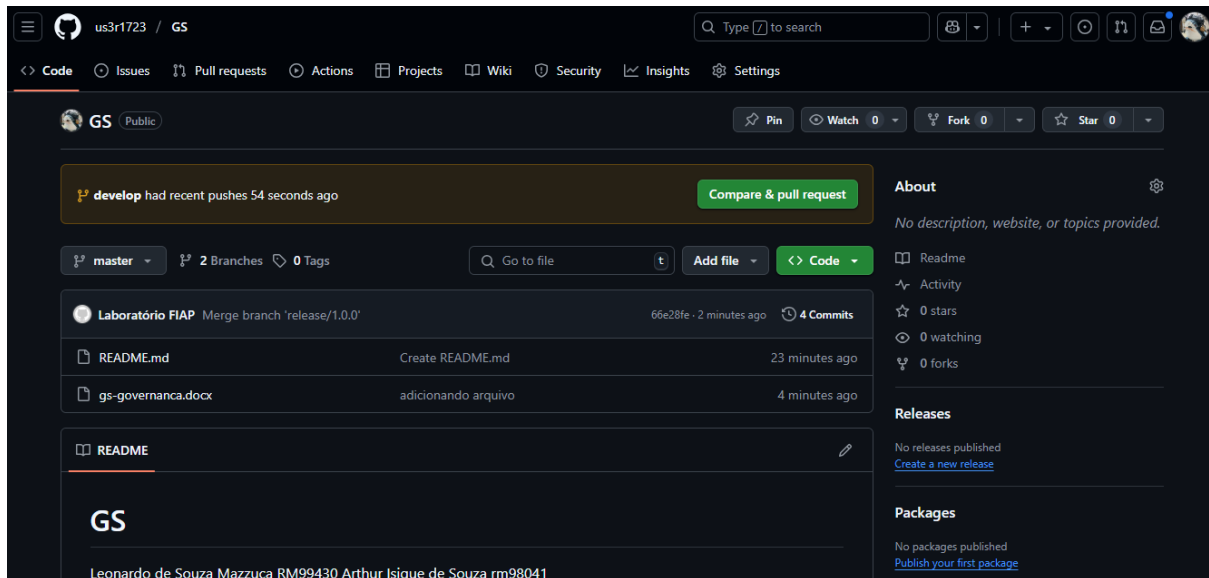 us3r1723 / GS
Type / to search
Code Issues Pull requests Actions Projects Wiki Security Insights Settings
GS Public
Pin Watch 0 Fork 0 Star 0
develop had recent pushes 54 seconds ago
Compare & pull request
master 2 Branches 0 Tags
Go to file t
Add file
<> Code
Laboratório FIAP Merge branch 'release/1.0.0'
66e28fe · 2 minutes ago 4 Commits
README.md Create README.md 23 minutes ago
gs-governanca.docx adicionando arquivo 4 minutes ago
README
GS
Leonardo de Souza Mazzuca RM99430 Arthur Isique de Souza rm98041
About
No description, website, or topics provided.
Readme
Activity
0 stars
0 watching
0 forks
Releases
No releases published
Create a new release
Packages
No packages published
Publish your first package